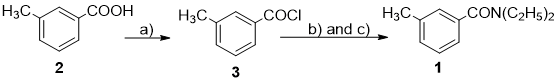 H3C COOH a) H3C COCl b) and c) H3C CON(C2H5)2
2 3 1